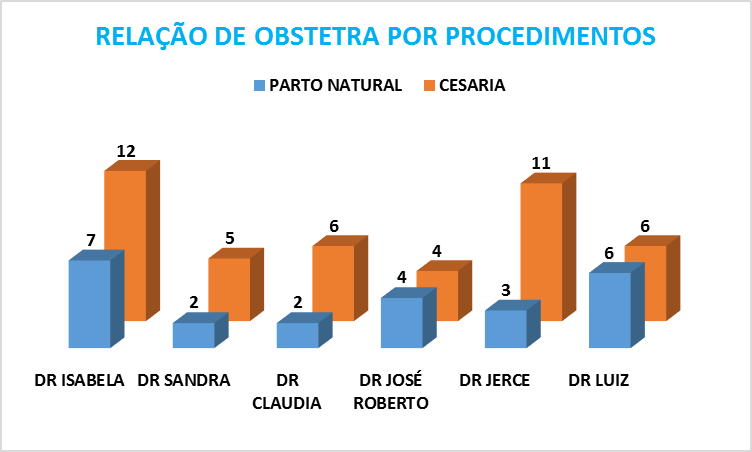 RELAÇÃO DE OBSTETRA POR PROCEDIMENTOS
PARTO NATURAL CESARIA
7 12 2 5 2 6 4 4 3 11 6 6
DR ISABELA DR SANDRA DR CLAUDIA DR JOSÉ ROBERTO DR JERCE DR LUIZ